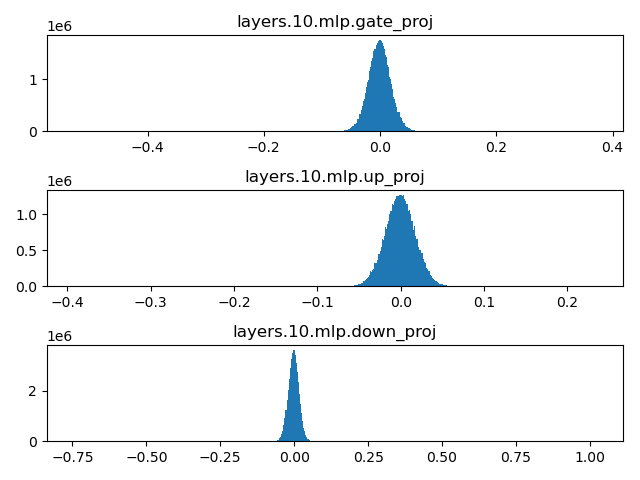 layers.10.mlp.gate_proj
1e6
1
0
−0.4 −0.2 0.0 0.2 0.4
layers.10.mlp.up_proj
1e6
1.0
0.5
0.0
−0.4 −0.3 −0.2 −0.1 0.0 0.1 0.2
layers.10.mlp.down_proj
1e6
2
0
−0.75 −0.50 −0.25 0.00 0.25 0.50 0.75 1.00